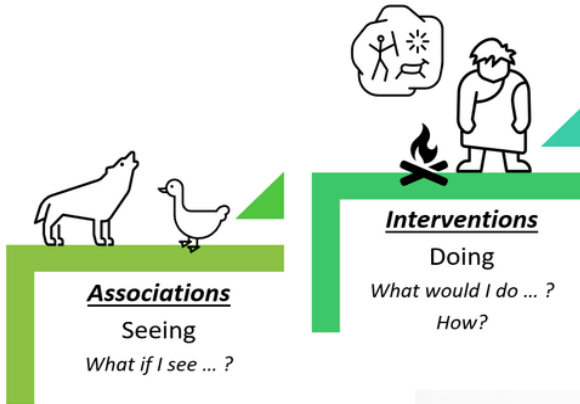 Associations
Seeing
What if I see ... ?
Interventions
Doing
What would I do ... ?
How?